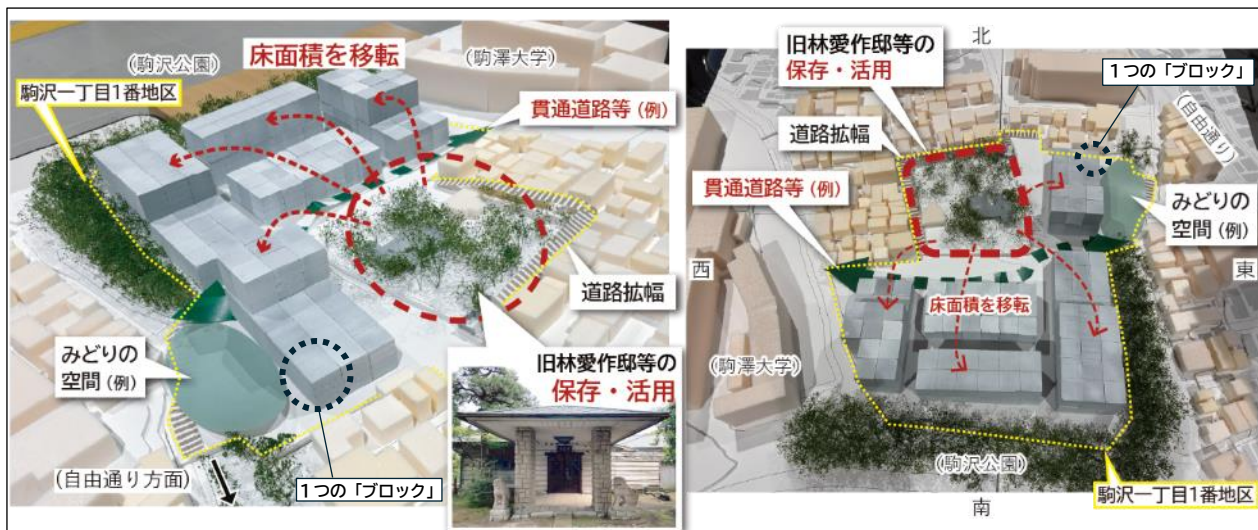 (駒沢公園)
床面積を移転
(駒澤大学)
駒沢一丁目1番地区
貫通道路等(例)
道路拡幅
みどりの
空間(例)
旧林愛作邸等の
保存・活用
(自由通り方面)
1つの「ブロック」
北
旧林愛作邸等の
保存・活用
1つの「ブロック」
(自由通り)
道路拡幅
貫通道路等(例)
みどりの
空間(例)
西
東
床面積を移転
(駒澤大学)
(駒沢公園)
駒沢一丁目1番地区
南